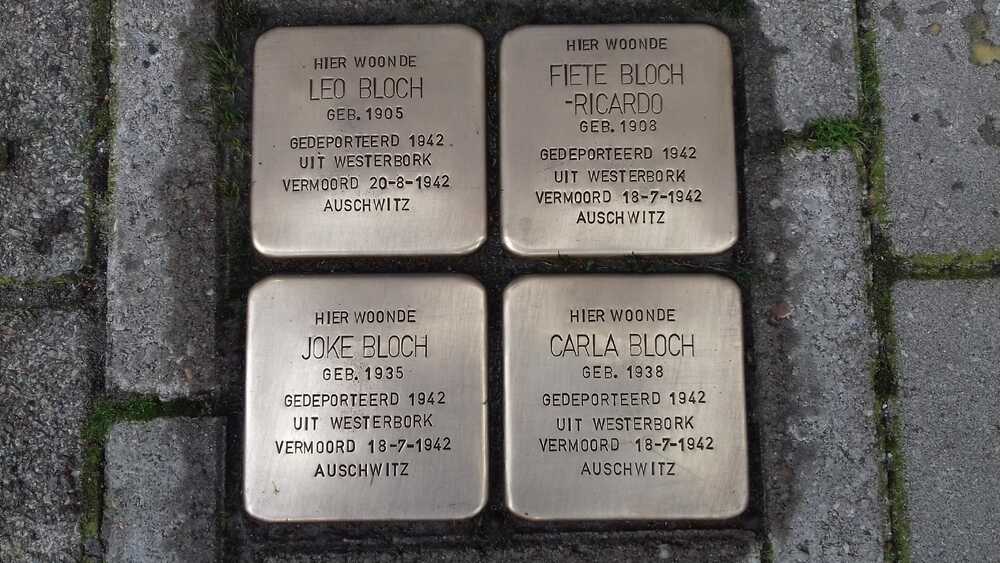 HIER WOONDE
LEO BLOCH
GEB. 1905
GEDEPORTEERD 1942
UIT WESTERBORK
VERMOORD 20-8-1942
AUSCHWITZ
HIER WOONDE
FIETE BLOCH
-RICARDO
GEB. 1908
GEDEPORTEERD 1942
UIT WESTERBORK
VERMOORD 18-7-1942
AUSCHWITZ
HIER WOONDE
JOKE BLOCH
GEB. 1935
GEDEPORTEERD 1942
UIT WESTERBORK
VERMOORD 18-7-1942
AUSCHWITZ
HIER WOONDE
CARLA BLOCH
GEB. 1938
GEDEPORTEERD 1942
UIT WESTERBORK
VERMOORD 18-7-1942
AUSCHWITZ